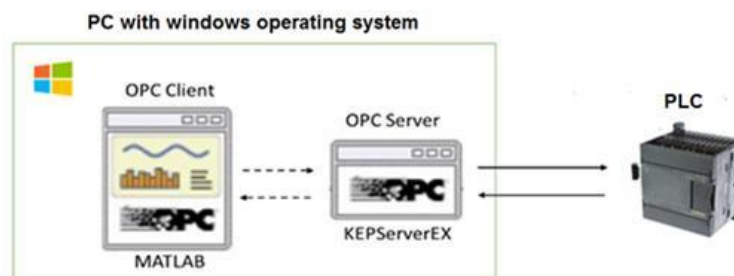 PC with windows operating system
OPC Client
OPC Server
PLC
OPC
OPC
KEPServerEX
MATLAB